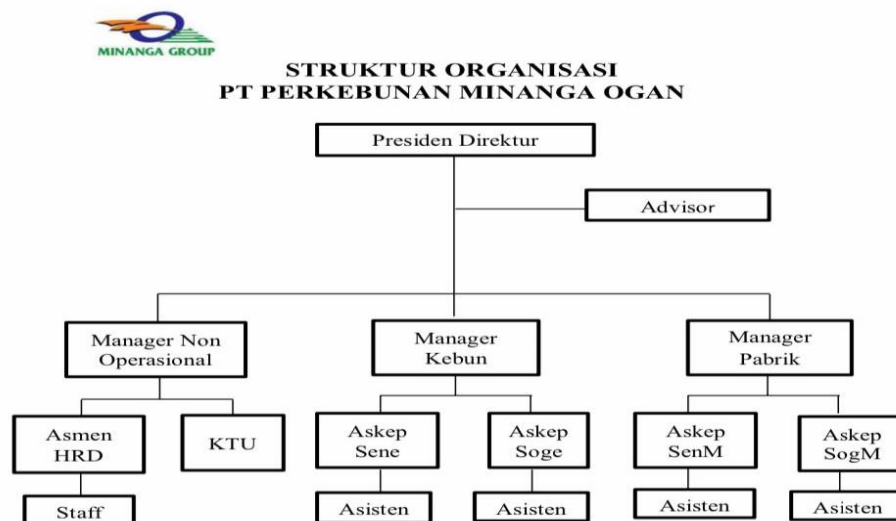 MINANGA GROUP
STRUKTUR ORGANISASI
PT PERKEBUNAN MINANGA OGAN
Presiden Direktur
Advisor
Manager Non
Operasional
Manager
Kebun
Manager
Pabrik
Asmen
HRD
KTU
Askep
Sene
Askep
Soge
Askep
SenM
Askep
SogM
Staff
Asisten
Asisten
Asisten
Asisten